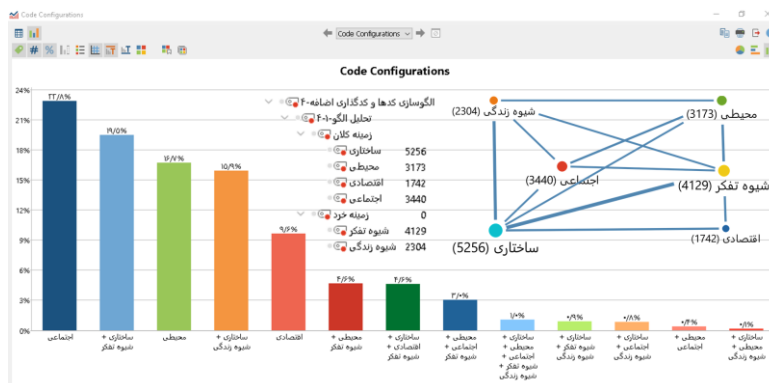 Code Configurations
Code Configurations
Code Configurations
24%
21%
18%
15%
12%
9%
6%
3%
0%
۲۲/۸%
۱۹/۵%
۱۶/۷%
۱۵/۹%
۹/۶%
۴/۶%
۴/۶%
۳/۰%
۱/۰%
۰/۹%
۰/۸%
۰/۴%
۰/۱%
الگوسازی کدها و کدگذاری اضافه-۴
تحلیل الگو-۱-۴
زمینه کلان
ساختاری 5256
محیطی 3173
اقتصادی 1742
اجتماعی 3440
زمینه خرد 0
شیوه تفکر 4129
شیوه زندگی 2304
شیوه زندگی (2304)
محیطی (3173)
اجتماعی (3440)
شیوه تفکر (4129)
ساختاری (5256)
اقتصادی (1742)
اجتماعی
ساختاری +
شیوه تفکر
محیطی
ساختاری +
شیوه زندگی
اقتصادی
محیطی +
شیوه تفکر
ساختاری +
اقتصادی +
شیوه تفکر
محیطی +
اجتماعی +
شیوه تفکر
ساختاری +
محیطی +
اجتماعی +
شیوه تفکر +
شیوه زندگی
ساختاری +
شیوه تفکر +
شیوه زندگی
ساختاری +
اجتماعی +
شیوه زندگی
محیطی +
اجتماعی
ساختاری +
محیطی +
شیوه زندگی